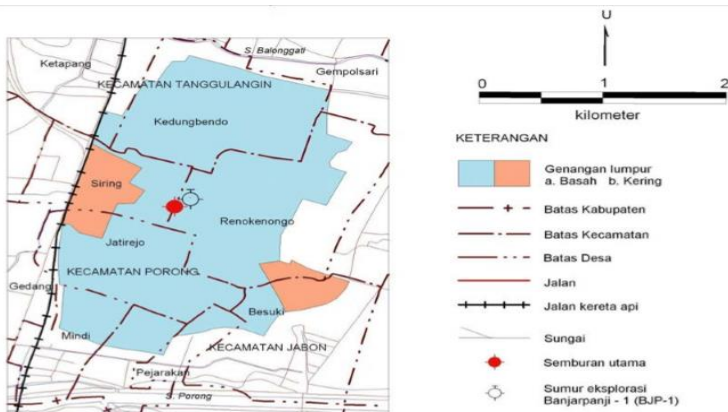 S. Balonggati
Ketapang
Gempolsari
KECAMATAN TANGGULANGIN
Kedungbendo
Siring
Renokenongo
Jatirejo
KECAMATAN PORONG
Gedang
Besuki
Mindi
KECAMATAN JABON
Pejarakan
S. Porong
U
0 1 2
kilometer
KETERANGAN
Genangan lumpur
a. Basah b. Kering
Batas Kabupaten
Batas Kecamatan
Batas Desa
Jalan
Jalan kereta api
Sungai
Semburan utama
Sumur eksplorasi
Banjarpanji - 1 (BJP-1)